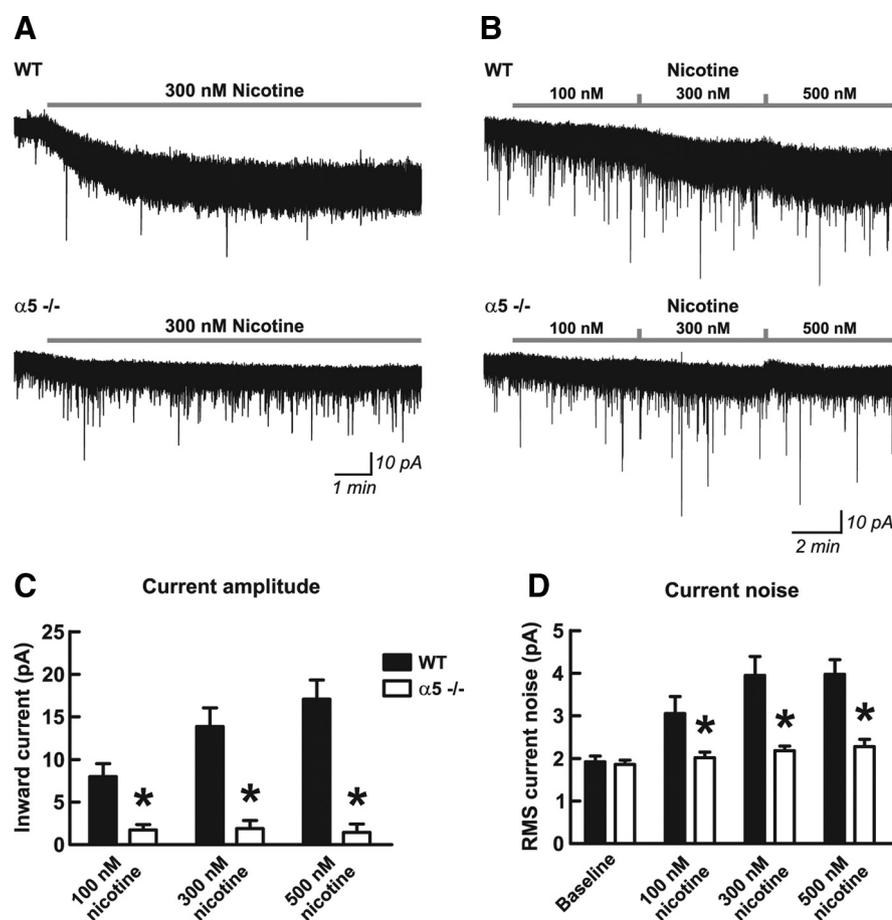 A
WT
300 nM Nicotine
α5 -/-
300 nM Nicotine
10 pA
1 min
B
WT
Nicotine
100 nM 300 nM 500 nM
α5 -/-
Nicotine
100 nM 300 nM 500 nM
10 pA
2 min
C
Current amplitude
Inward current (pA)
25
20
15
10
5
0
WT
α5 -/-
*
*
*
100 nM
nicotine
300 nM
nicotine
500 nM
nicotine
D
Current noise
RMS current noise (pA)
5
4
3
2
1
0
*
*
*
Baseline
100 nM
nicotine
300 nM
nicotine
500 nM
nicotine